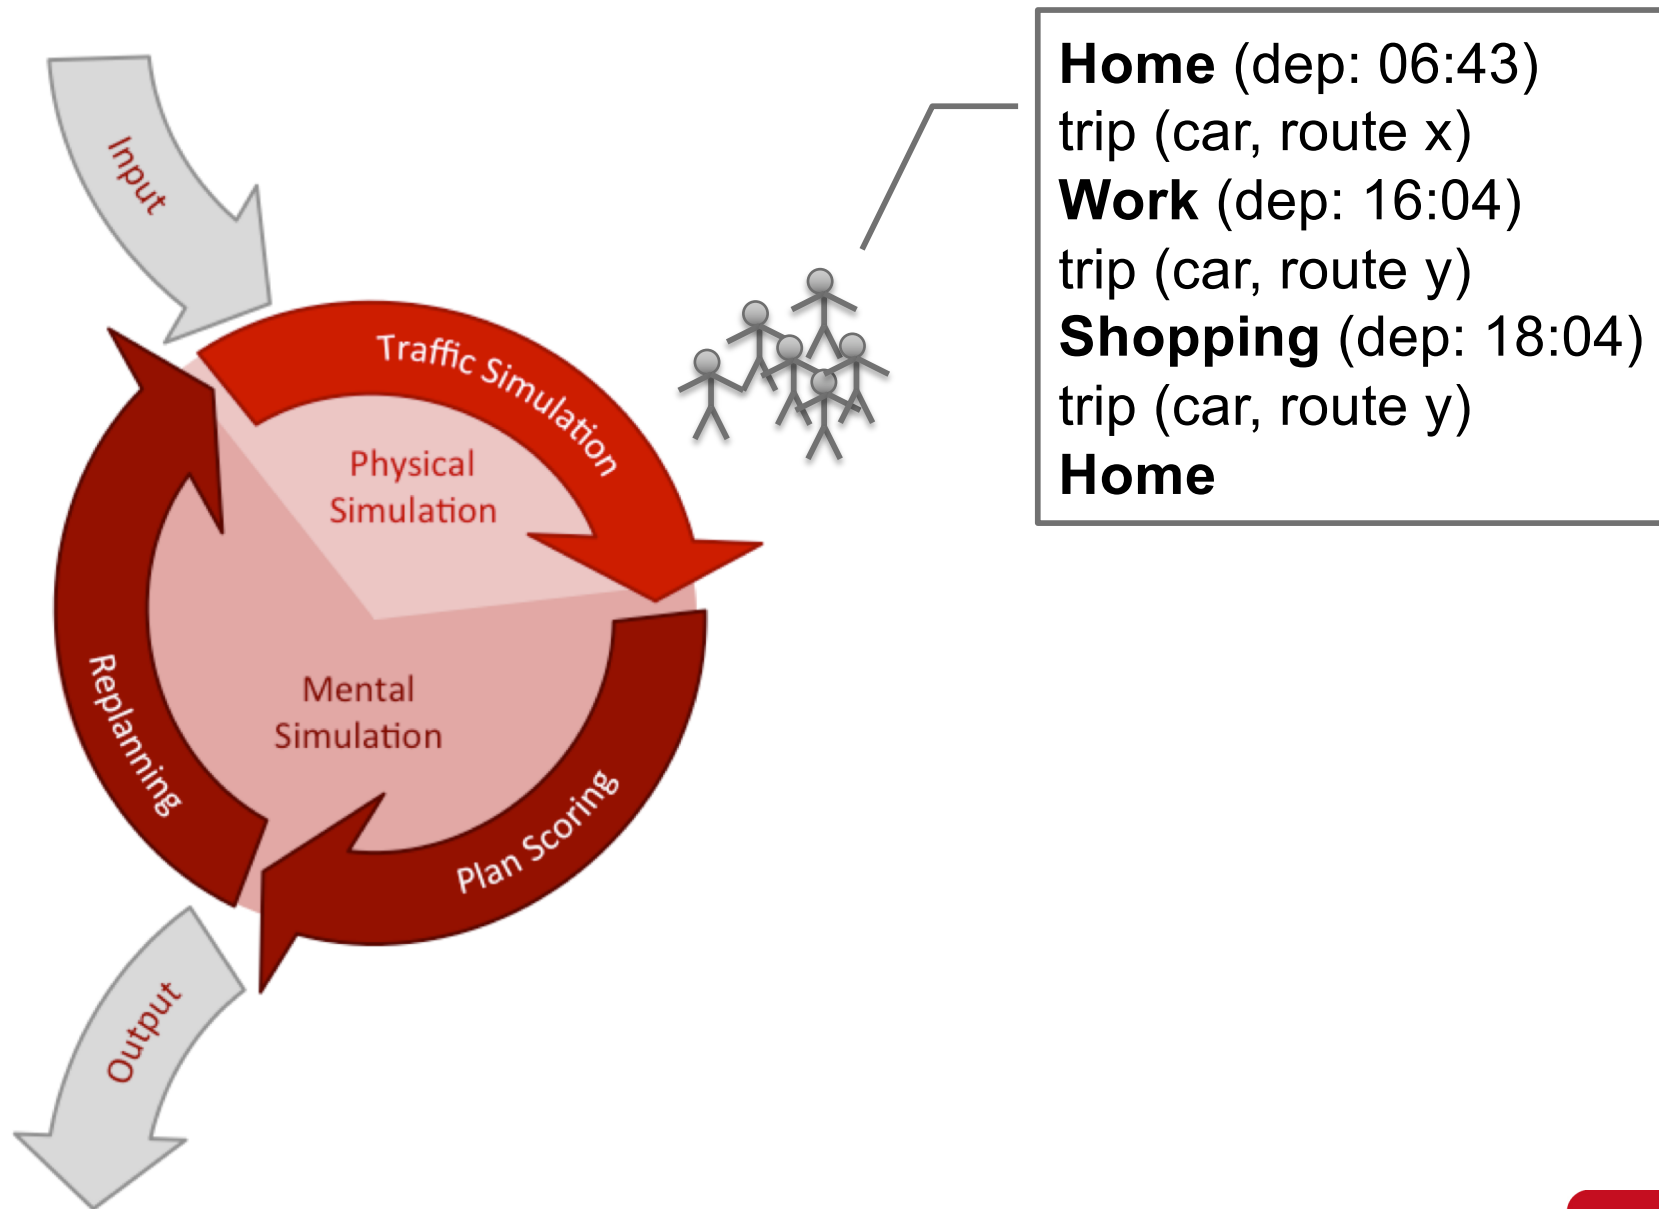 Input
Traffic Simulation
Physical
Simulation
Mental
Simulation
Replanning
Plan Scoring
Output
Home (dep: 06:43)
trip (car, route x)
Work (dep: 16:04)
trip (car, route y)
Shopping (dep: 18:04)
trip (car, route y)
Home